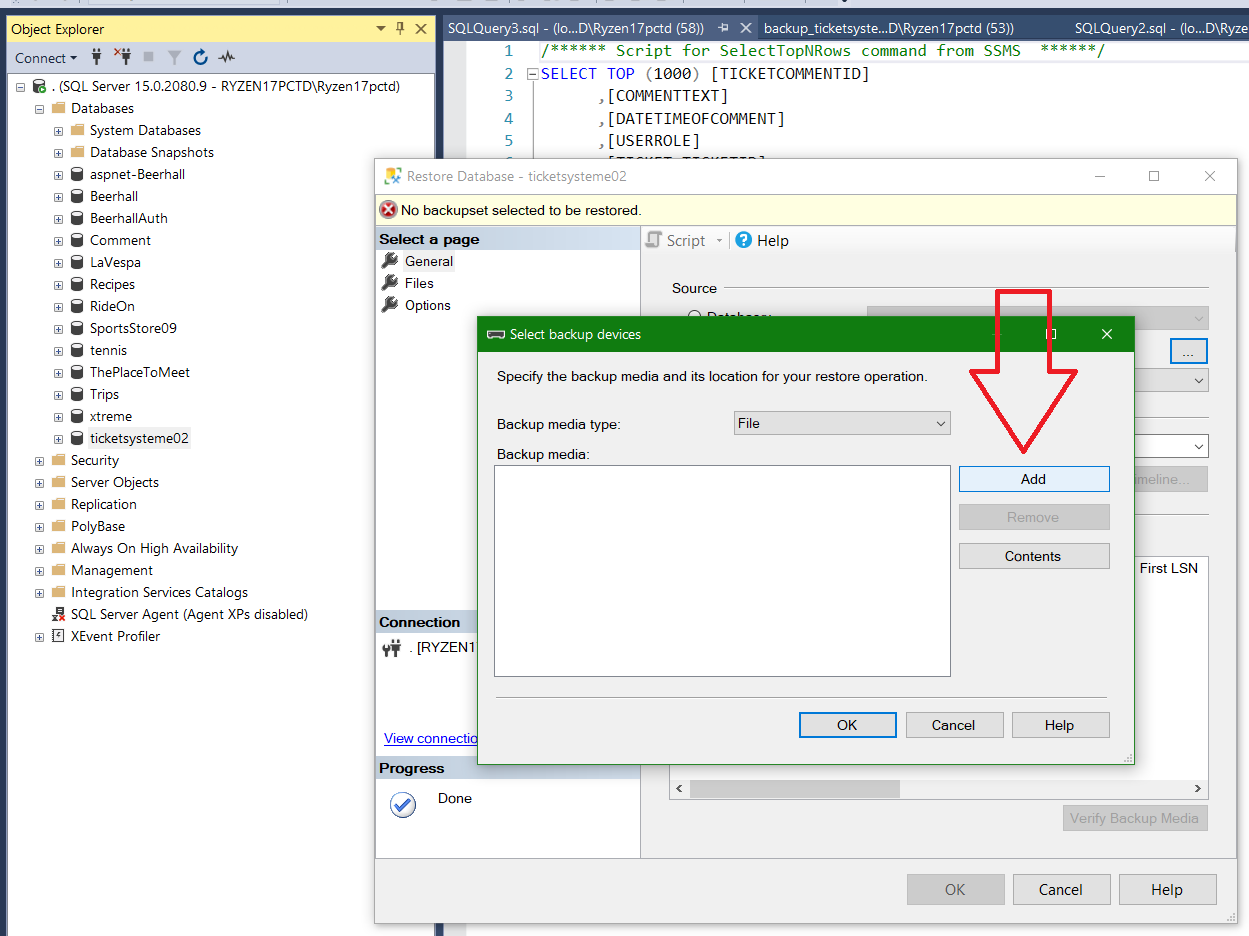 Object Explorer
Connect
. (SQL Server 15.0.2080.9 - RYZEN17PCTD\Ryzen17pctd)
Databases
System Databases
Database Snapshots
aspnet-Beerhall
Beerhall
BeerhallAuth
Comment
LaVespa
Recipes
RideOn
SportsStore09
tennis
ThePlaceToMeet
Trips
xtreme
ticketsysteme02
Security
Server Objects
Replication
PolyBase
Always On High Availability
Management
Integration Services Catalogs
SQL Server Agent (Agent XPs disabled)
XEvent Profiler
SQLQuery3.sql - (lo...D\Ryzen17pctd (58))
backup_ticketsyste...D\Ryzen17pctd (53))
SQLQuery2.sql - (lo...D\Ryze
1 /****** Script for SelectTopNRows command from SSMS ******/
2 SELECT TOP (1000) [TICKETCOMMENTID]
3 ,[COMMENTTEXT]
4 ,[DATETIMEOFCOMMENT]
5 ,[USERROLE]
Restore Database - ticketsysteme02
No backupset selected to be restored.
Select a page
General
Files
Options
Script
Help
Source
Select backup devices
Specify the backup media and its location for your restore operation.
Backup media type:
File
Backup media:
Add
Remove
Contents
OK
Cancel
Help
...
imeline...
First LSN
Connection
. [RYZEN1
View connectio
Progress
Done
Verify Backup Media
OK
Cancel
Help